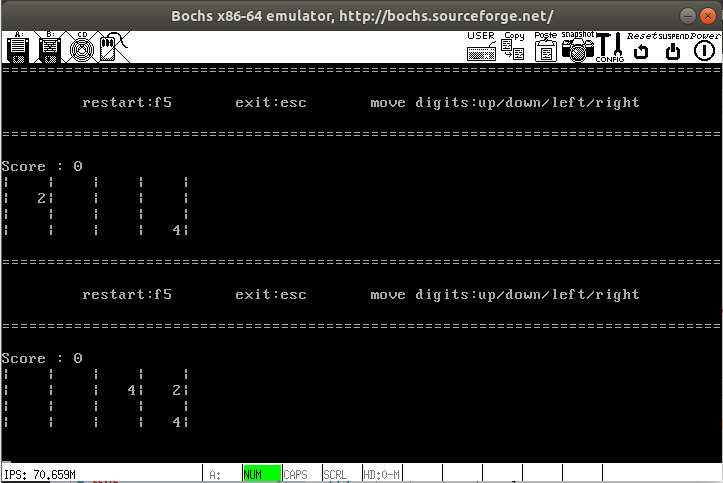 Bochs x86-64 emulator, http://bochs.sourceforge.net/
A: B: CD USER Copy Paste snapshot CONFIG Reset SUSPEND Power
================================================================================
restart:f5 exit:esc move digits:up/down/left/right
================================================================================
Score : 0
¦ ¦ ¦ ¦ ¦
¦ 2¦ ¦ ¦ ¦
¦ ¦ ¦ ¦ ¦
¦ ¦ ¦ ¦ 4¦
================================================================================
restart:f5 exit:esc move digits:up/down/left/right
================================================================================
Score : 0
¦ ¦ ¦ ¦ ¦
¦ ¦ ¦ 4¦ 2¦
¦ ¦ ¦ ¦ ¦
¦ ¦ ¦ ¦ 4¦
_
IPS: 70.659M A: NUM CAPS SCRL HD:0-M